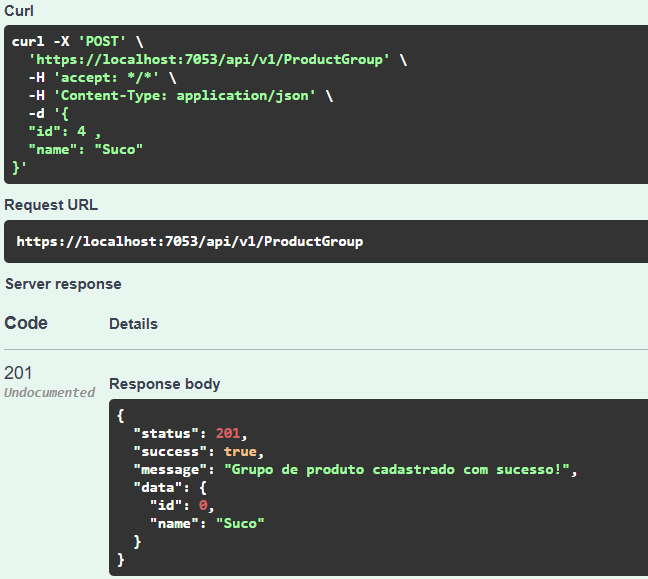 Curl
curl -X 'POST' \
  'https://localhost:7053/api/v1/ProductGroup' \
  -H 'accept: */*' \
  -H 'Content-Type: application/json' \
  -d '{
  "id": 4 ,
  "name": "Suco"
}'
Request URL
https://localhost:7053/api/v1/ProductGroup
Server response
Code Details
201
Undocumented
Response body
{
  "status": 201,
  "success": true,
  "message": "Grupo de produto cadastrado com sucesso!",
  "data": {
    "id": 0,
    "name": "Suco"
  }
}